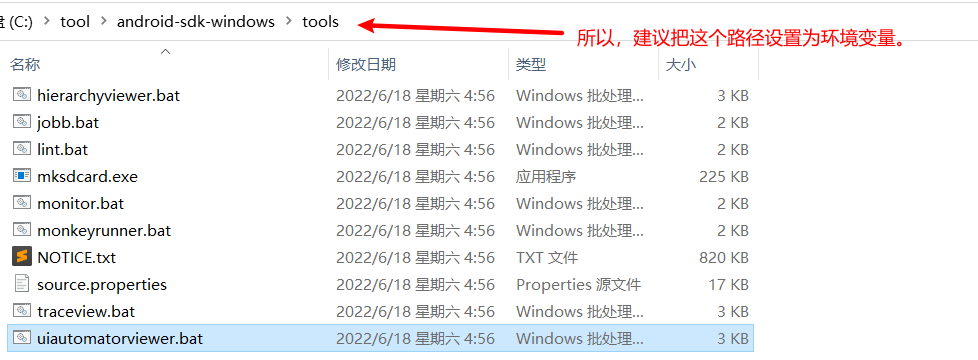 (C:) › tool › android-sdk-windows › tools
所以，建议把这个路径设置为环境变量。
名称 修改日期 类型 大小
hierarchyviewer.bat 2022/6/18 星期六 4:56 Windows 批处理... 3 KB
jobb.bat 2022/6/18 星期六 4:56 Windows 批处理... 2 KB
lint.bat 2022/6/18 星期六 4:56 Windows 批处理... 2 KB
mksdcard.exe 2022/6/18 星期六 4:56 应用程序 225 KB
monitor.bat 2022/6/18 星期六 4:56 Windows 批处理... 2 KB
monkeyrunner.bat 2022/6/18 星期六 4:56 Windows 批处理... 2 KB
NOTICE.txt 2022/6/18 星期六 4:56 TXT 文件 820 KB
source.properties 2022/6/18 星期六 4:56 Properties 源文件 17 KB
traceview.bat 2022/6/18 星期六 4:56 Windows 批处理... 3 KB
uiautomatorviewer.bat 2022/6/18 星期六 4:56 Windows 批处理... 3 KB